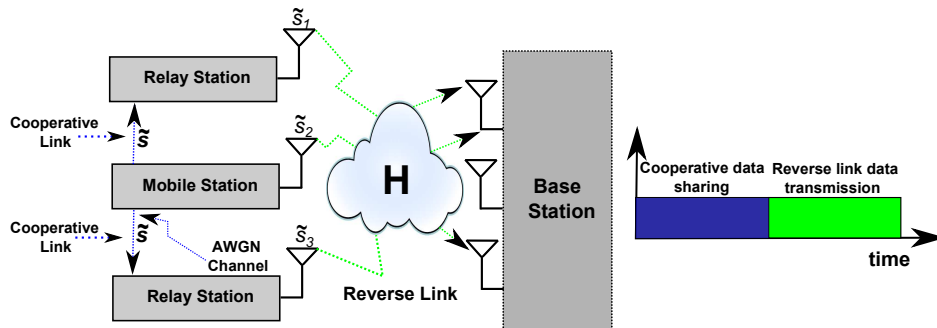 s̃₁
Relay Station
Cooperative
Link
s̃
s̃₂
Mobile Station
H
Cooperative
Link
s̃
AWGN
Channel
s̃₃
Relay Station
Reverse Link
Base
Station
Cooperative data
sharing
Reverse link data
transmission
time